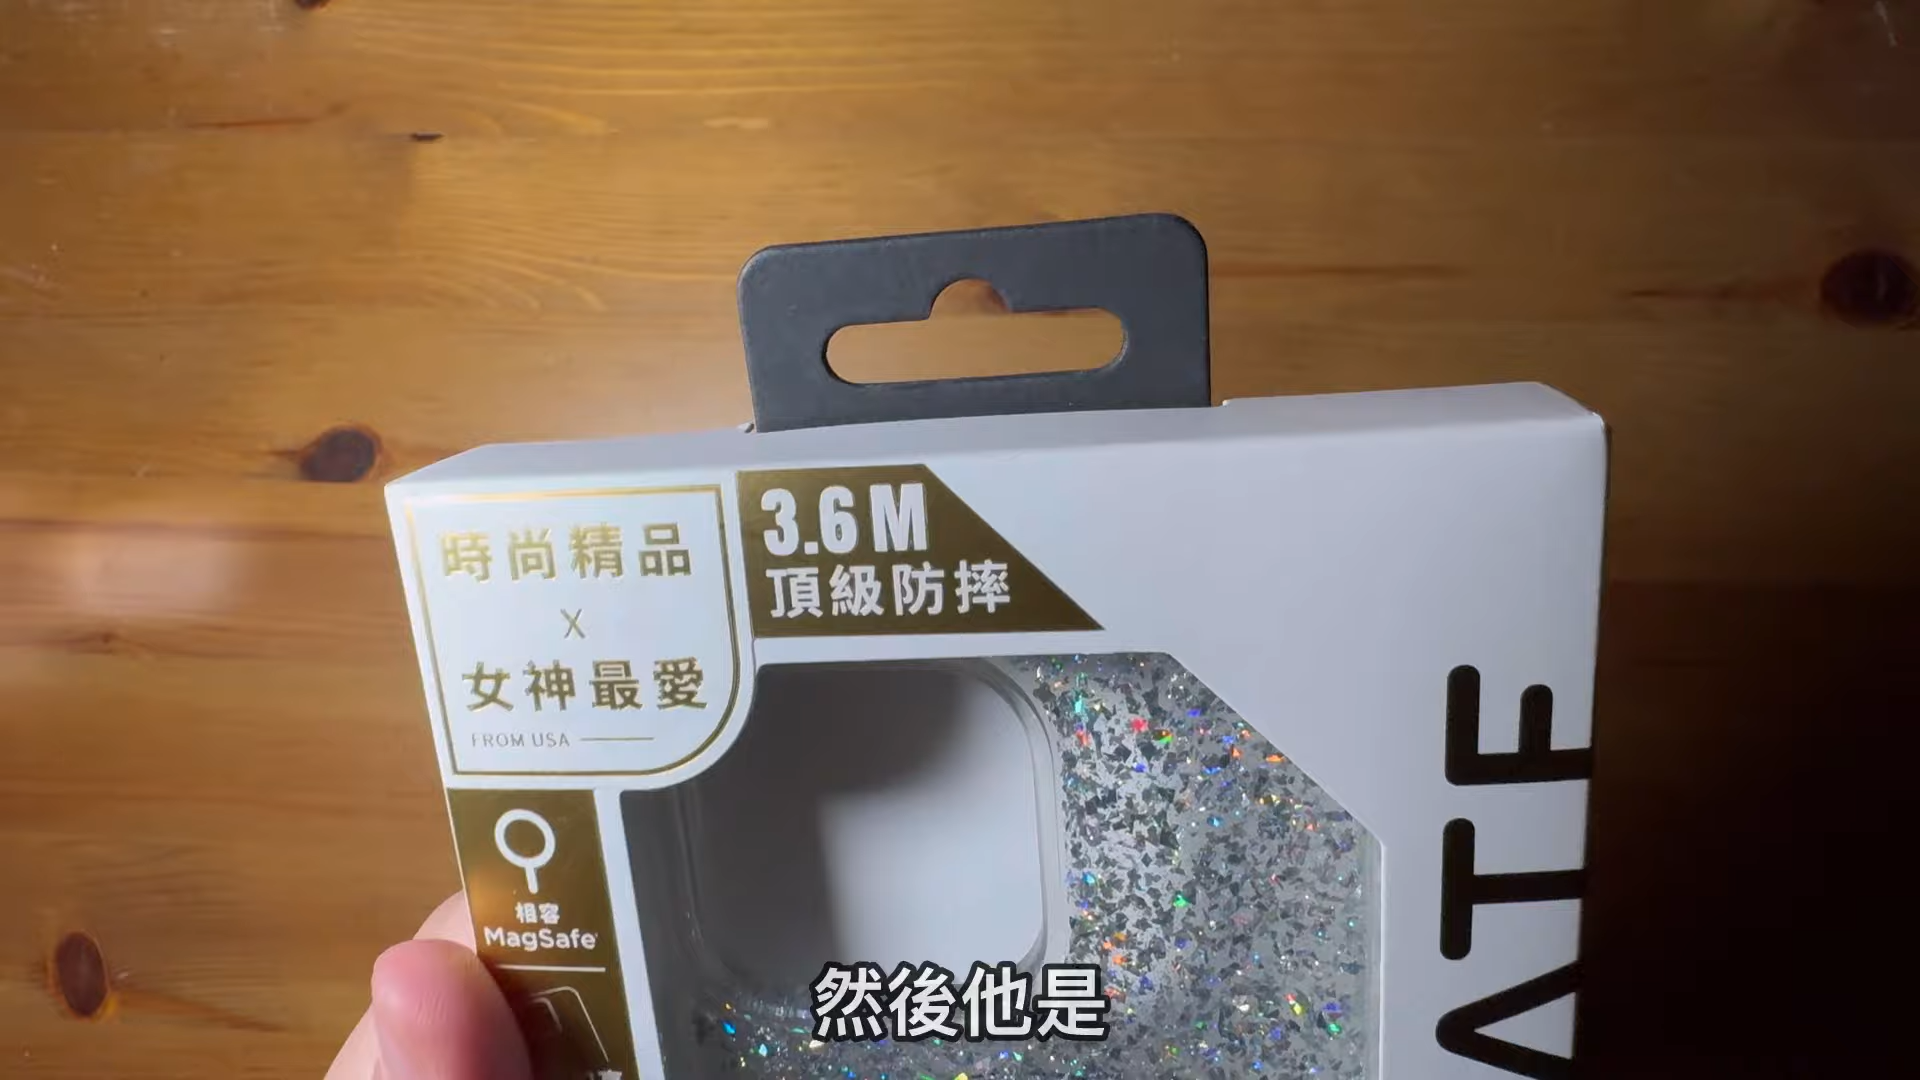 時尚精品
X
女神最愛
FROM USA
3.6M
頂級防摔
相容
MagSafe
ATE
然後他是